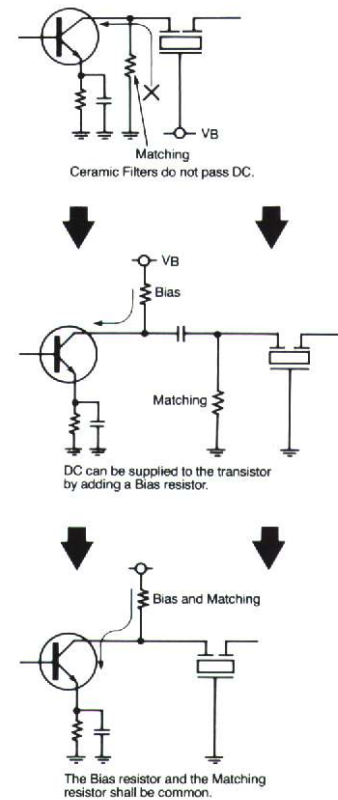 VB
Matching
Ceramic Filters do not pass DC.
VB
Bias
Matching
DC can be supplied to the transistor
by adding a Bias resistor.
Bias and Matching
The Bias resistor and the Matching
resistor shall be common.